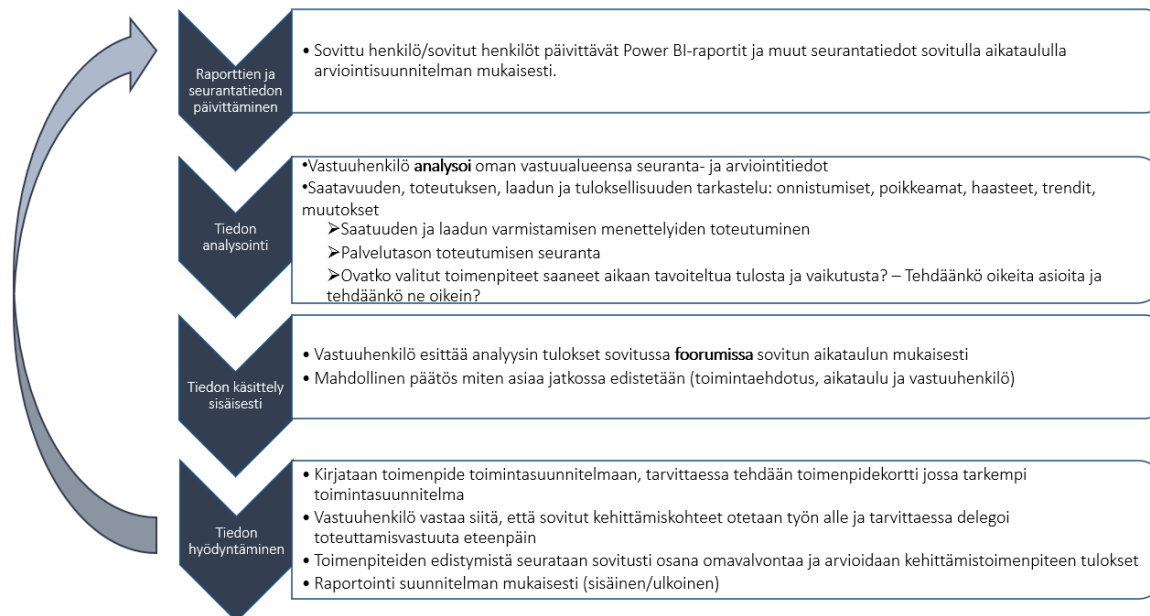 Raporttien ja
seurantatiedon
päivittäminen
• Sovittu henkilö/sovitut henkilöt päivittävät Power BI-raportit ja muut seurantatiedot sovitulla aikataululla
arviointisuunnitelman mukaisesti.
Tiedon
analysointi
•Vastuuhenkilö analysoi oman vastuualueensa seuranta- ja arviointitiedot
•Saatavuuden, toteutuksen, laadun ja tuloksellisuuden tarkastelu: onnistumiset, poikkeamat, haasteet, trendit,
muutokset
➢Saatuuden ja laadun varmistamisen menettelyiden toteutuminen
➢Palvelutason toteutumisen seuranta
➢Ovatko valitut toimenpiteet saaneet aikaan tavoiteltua tulosta ja vaikutusta? – Tehdäänkö oikeita asioita ja
tehdäänkö ne oikein?
Tiedon käsittely
sisäisesti
• Vastuuhenkilö esittää analyysin tulokset sovitussa foorumissa sovitun aikataulun mukaisesti
• Mahdollinen päätös miten asiaa jatkossa edistetään (toimintaehdotus, aikataulu ja vastuuhenkilö)
Tiedon
hyödyntäminen
• Kirjataan toimenpide toimintasuunnitelmaan, tarvittaessa tehdään toimenpidekortti jossa tarkempi
toimintasuunnitelma
• Vastuuhenkilö vastaa siitä, että sovitut kehittämiskohteet otetaan työn alle ja tarvittaessa delegoi
toteuttamisvastuuta eteenpäin
• Toimenpiteiden edistymistä seurataan sovitusti osana omavalvontaa ja arvioidaan kehittämistoimenpiteen tulokset
• Raportointi suunnitelman mukaisesti (sisäinen/ulkoinen)